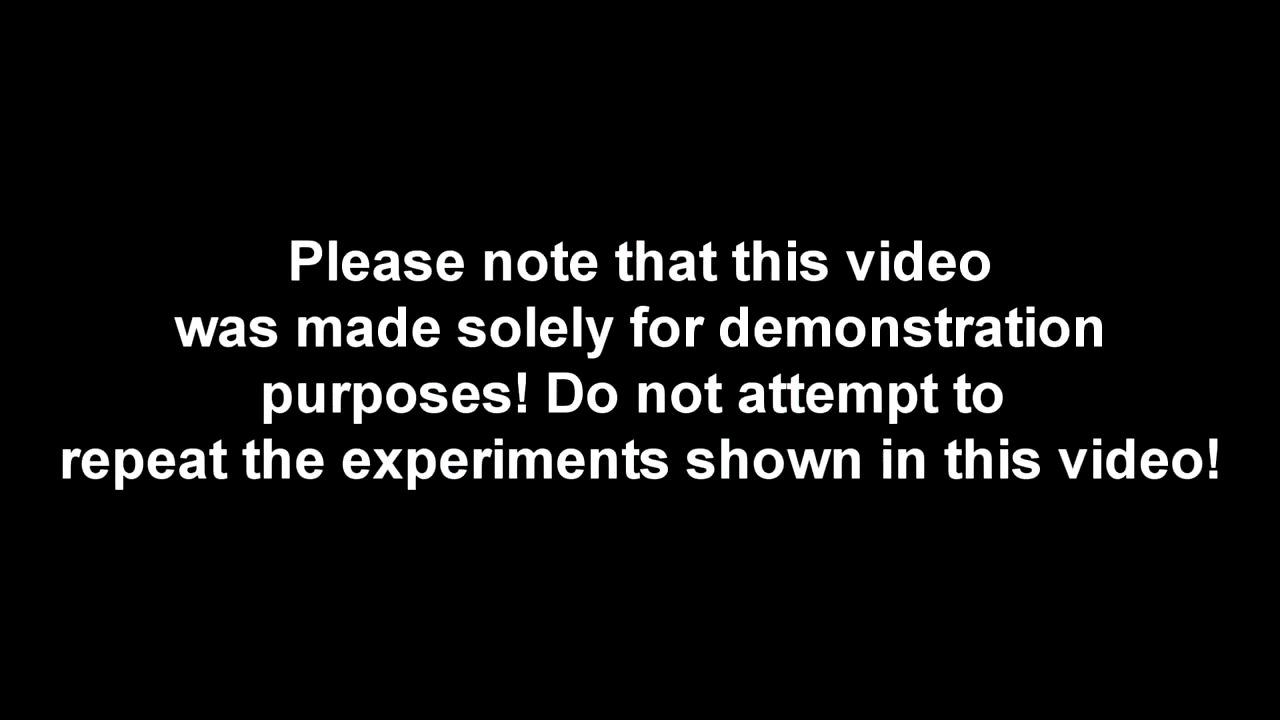 Please note that this video
was made solely for demonstration
purposes! Do not attempt to
repeat the experiments shown in this video!